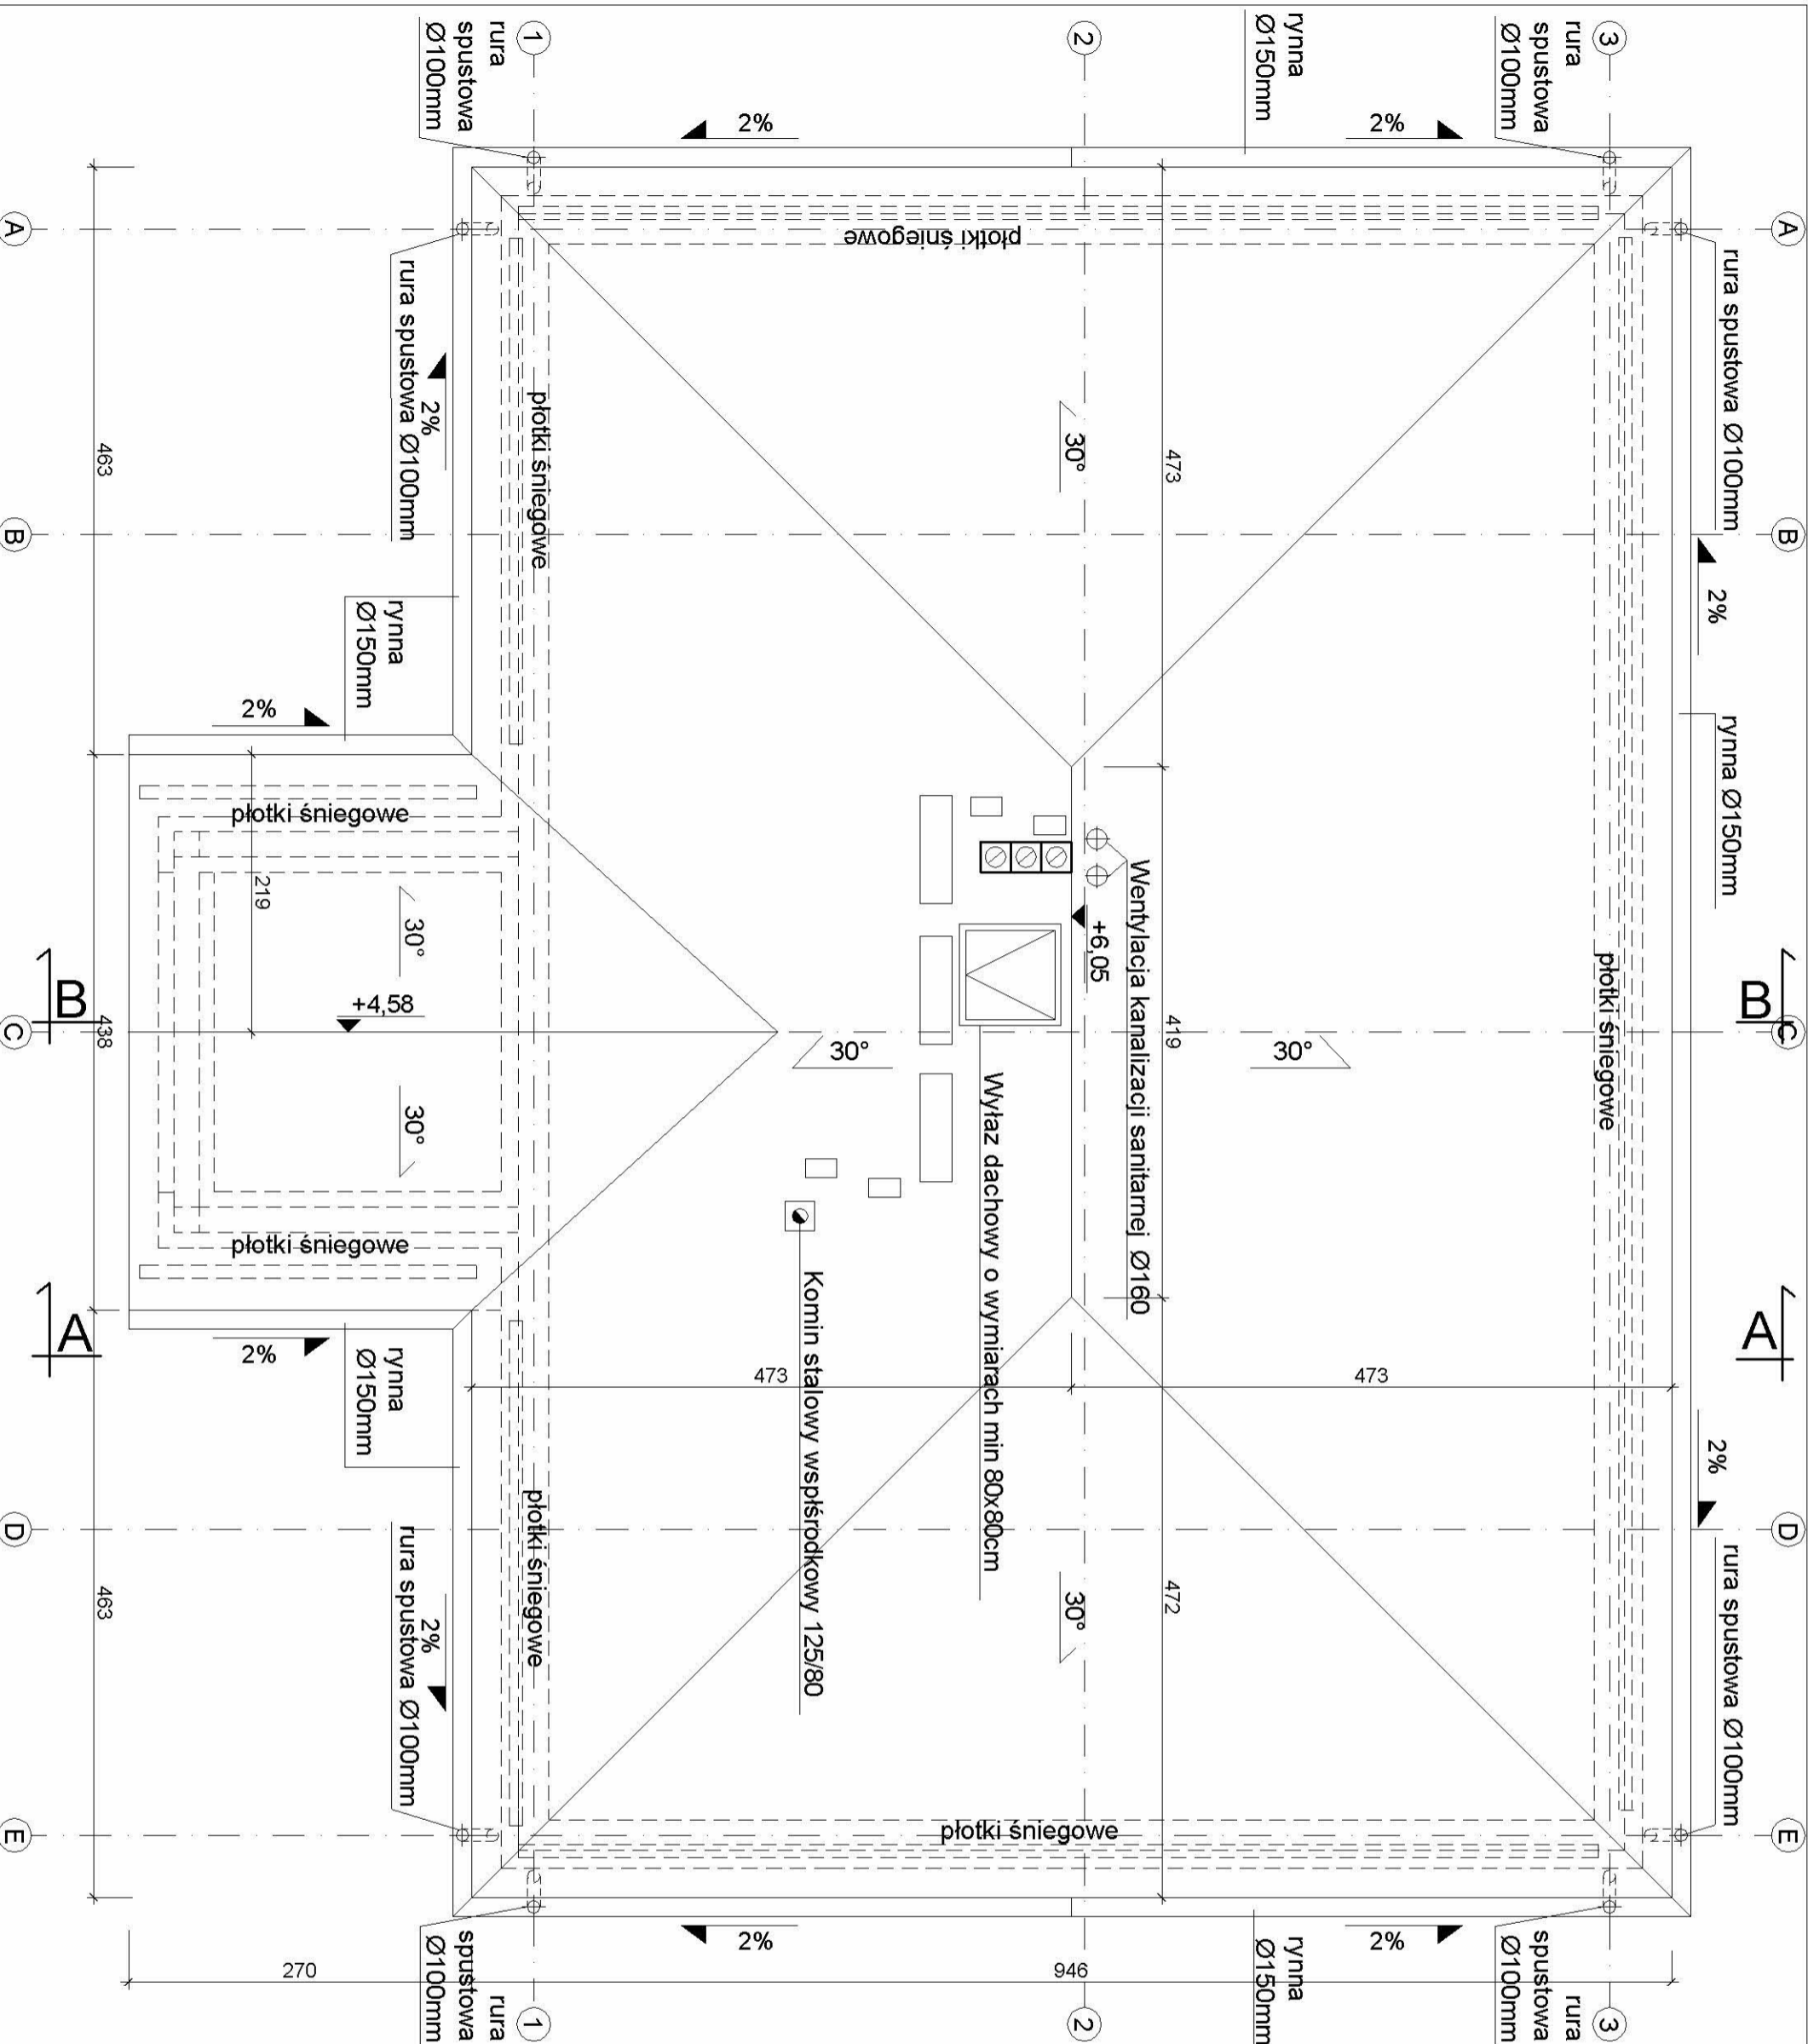 rura
spustowa
Ø100mm
1
2
rynna
Ø150mm
rura
spustowa
Ø100mm
3
2%
2%
A
A
płotki śniegowe
rura spustowa Ø100mm
2%
463
płotki śniegowe
30°
473
rura spustowa Ø100mm
B
B
2%
rynna
Ø150mm
2%
rynna Ø150mm
płotki śniegowe
219
30°
+4,58
438
30°
płotki śniegowe
B
B
C
C
30°
30°
419
+6,05
Wentylacja kanalizacji sanitarnej Ø160
Wyłaz dachowy o wymiarach min 80x80cm
Komin stalowy wspłśrodkowy 125/80
płotki śniegowe
A
A
2%
rynna
Ø150mm
473
473
2%
D
D
rura spustowa Ø100mm
2%
463
płotki śniegowe
30°
472
rura spustowa Ø100mm
E
E
płotki śniegowe
2%
2%
270
946
rura
spustowa
Ø100mm
1
2
rynna
Ø150mm
rura
spustowa
Ø100mm
3